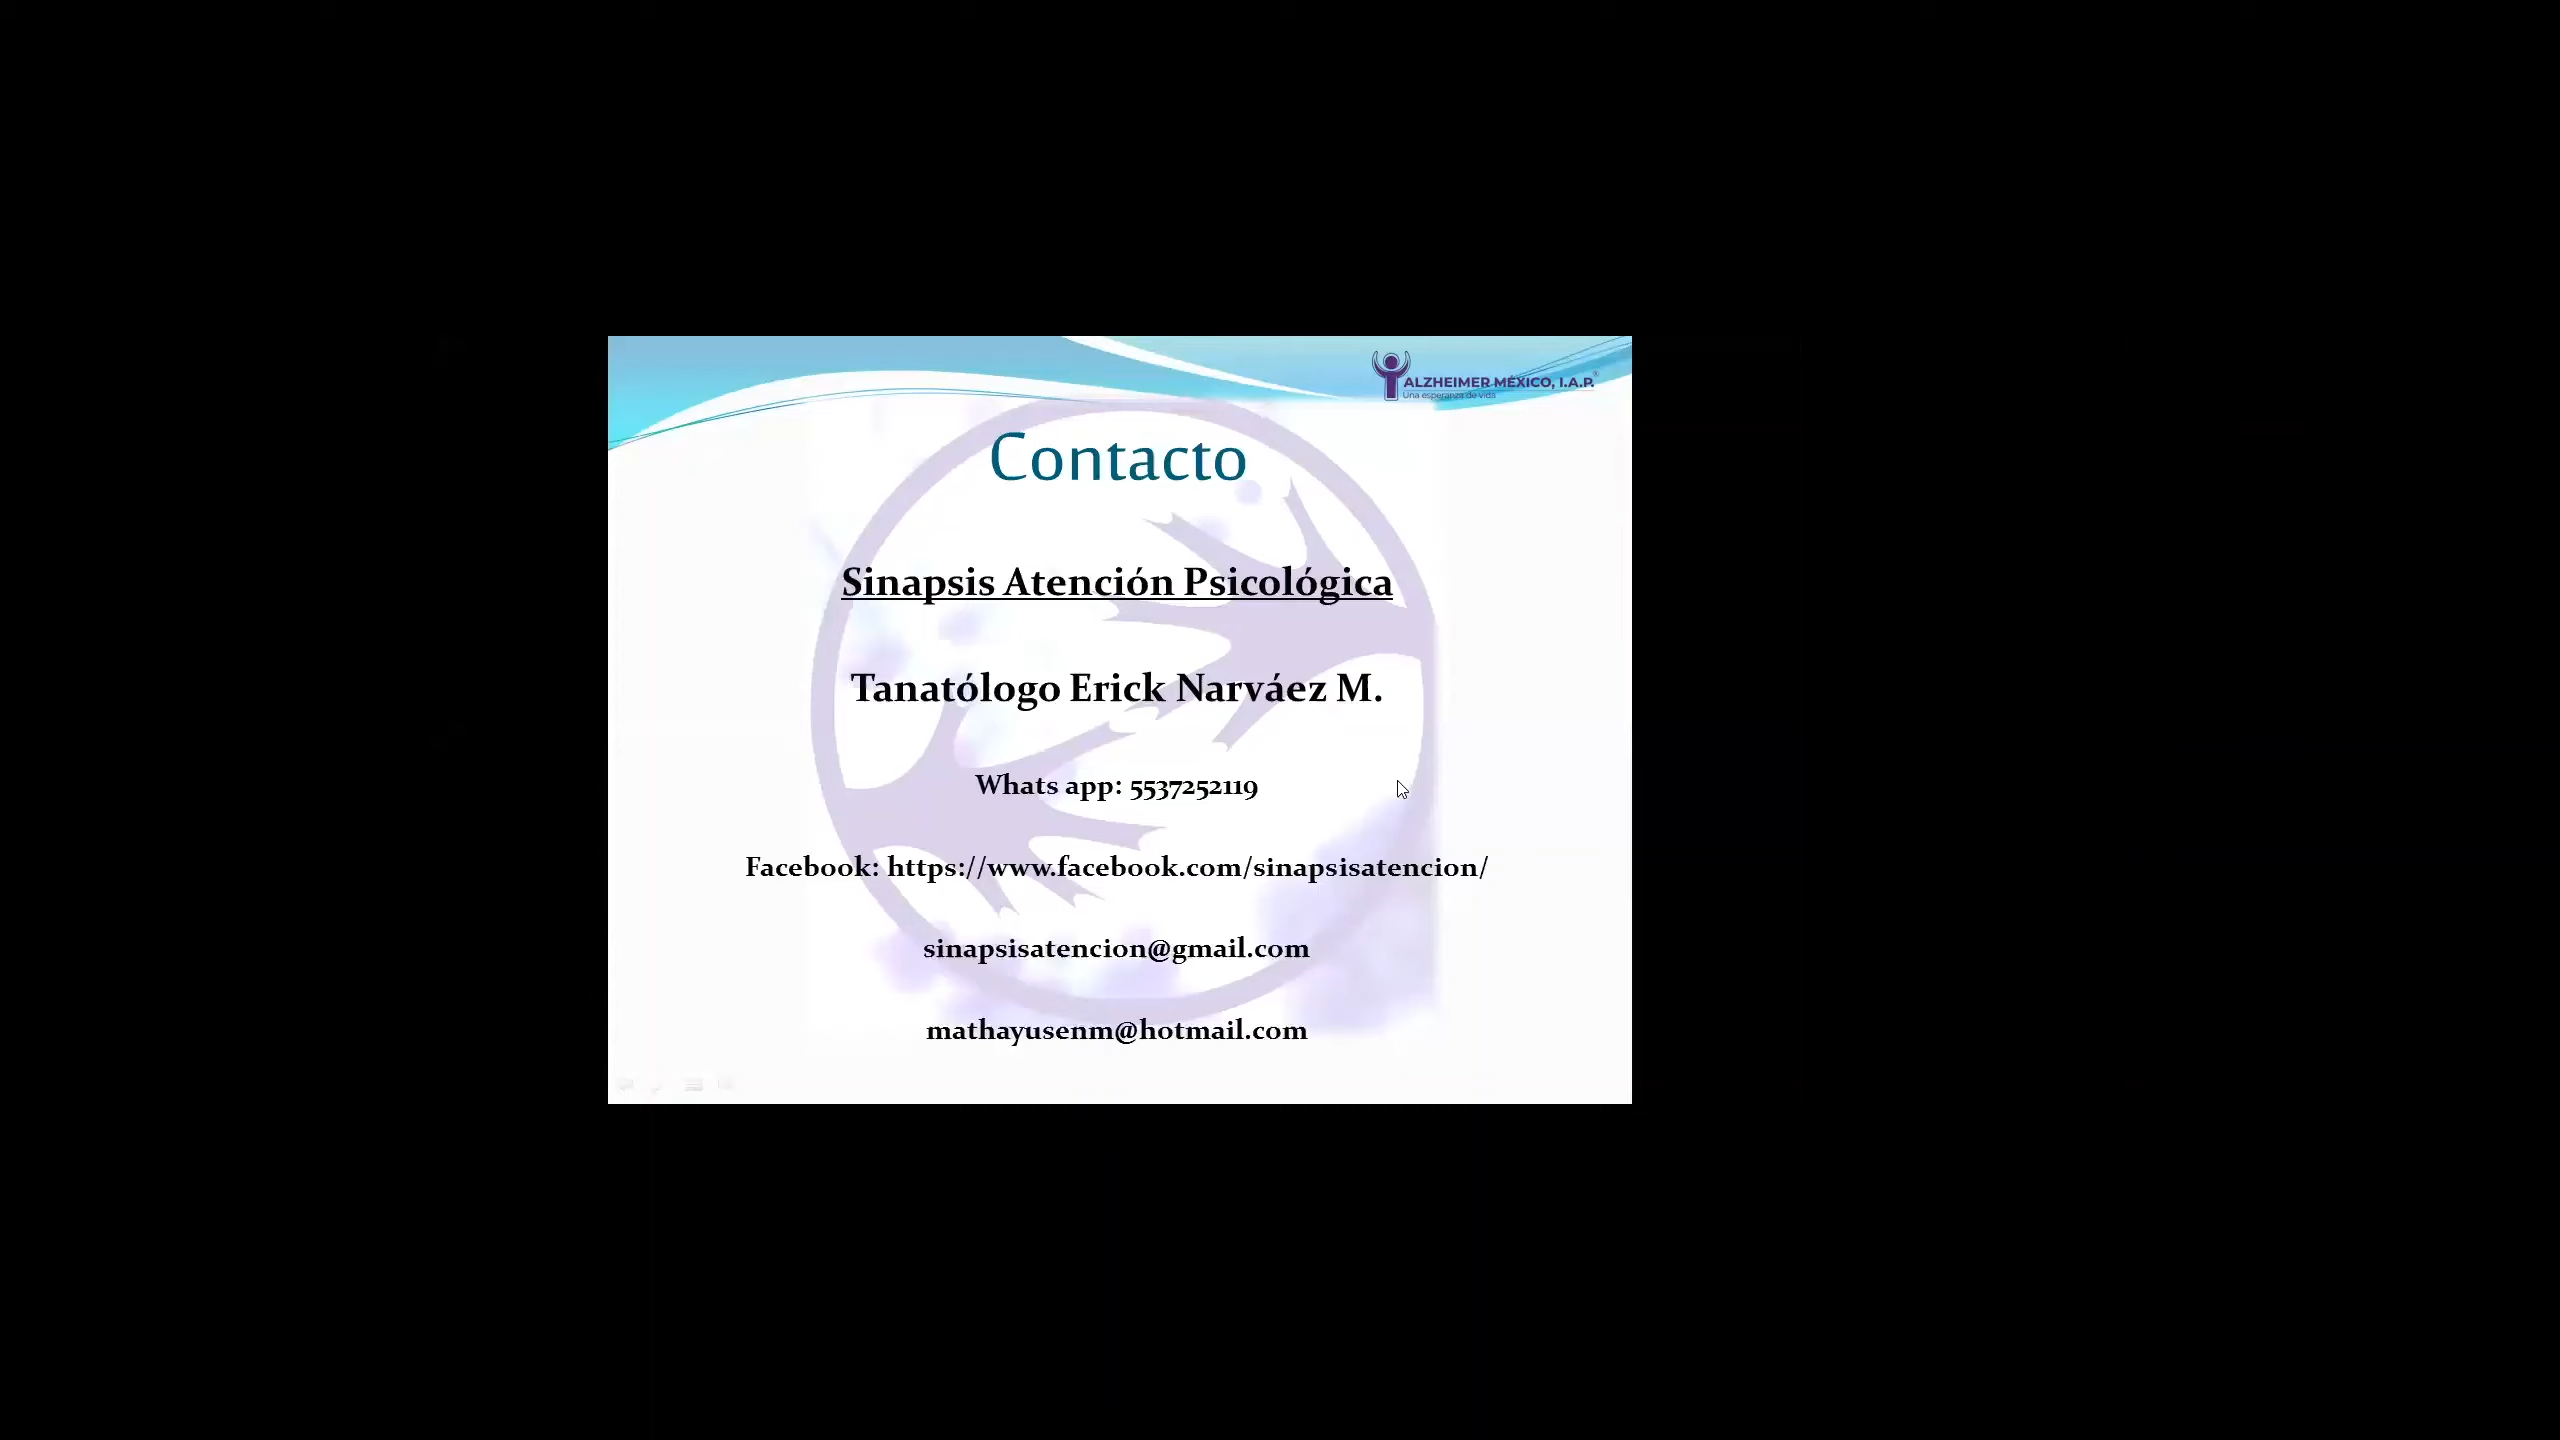 ALZHEIMER MÉXICO, I.A.P.®
Una esperanza de vida
Contacto
Sinapsis Atención Psicológica
Tanatólogo Erick Narváez M.
Whats app: 5537252119
Facebook: https://www.facebook.com/sinapsisatencion/
sinapsisatencion@gmail.com
mathayusenm@hotmail.com